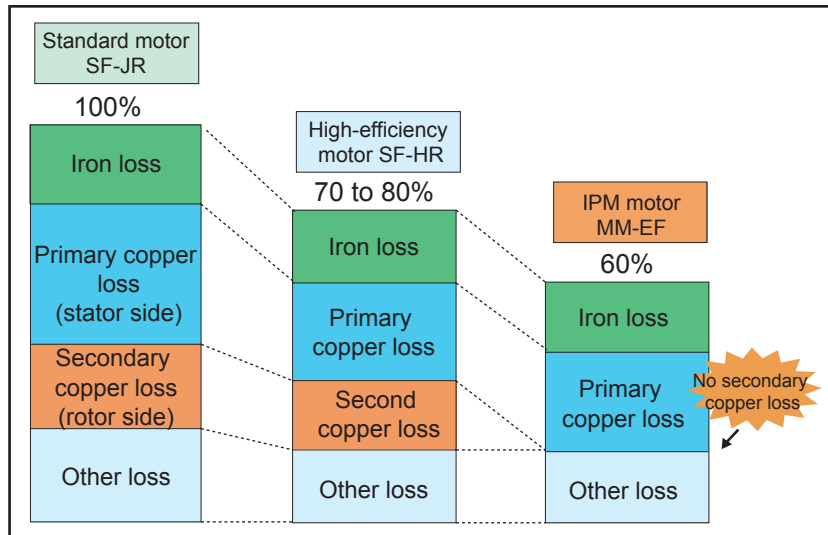 Standard motor
SF-JR
100%
Iron loss
Primary copper
loss
(stator side)
Secondary
copper loss
(rotor side)
Other loss
High-efficiency
motor SF-HR
70 to 80%
Iron loss
Primary
copper loss
Second
copper loss
Other loss
IPM motor
MM-EF
60%
Iron loss
Primary
copper loss
Other loss
No secondary
copper loss